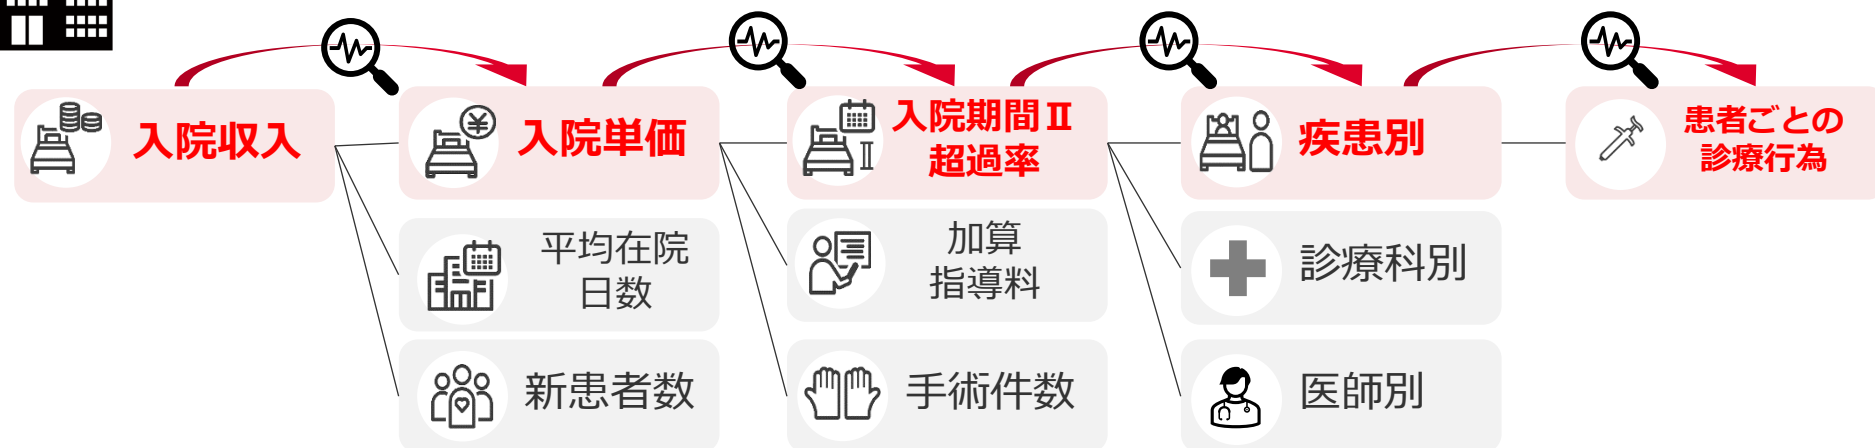 入院収入
入院単価
平均在院
日数
新患者数
入院期間Ⅱ
超過率
加算
指導料
手術件数
疾患別
診療科別
医師別
患者ごとの
診療行為